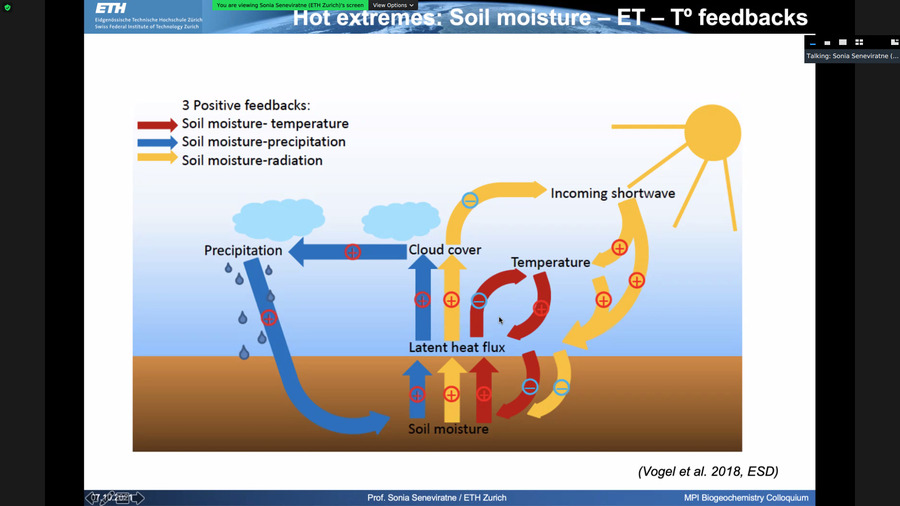 You are viewing Sonia Seneviratne (ETH Zurich)'s screen
View Options
ETH
Eidgenössische Technische Hochschule Zürich
Swiss Federal Institute of Technology Zurich
Hot extremes: Soil moisture – ET – Tº feedbacks
Talking: Sonia Seneviratne (...
3 Positive feedbacks:
Soil moisture- temperature
Soil moisture-precipitation
Soil moisture-radiation
Incoming shortwave
Precipitation
Cloud cover
Temperature
Latent heat flux
Soil moisture
(Vogel et al. 2018, ESD)
Prof. Sonia Seneviratne / ETH Zurich
MPI Biogeochemistry Colloquium